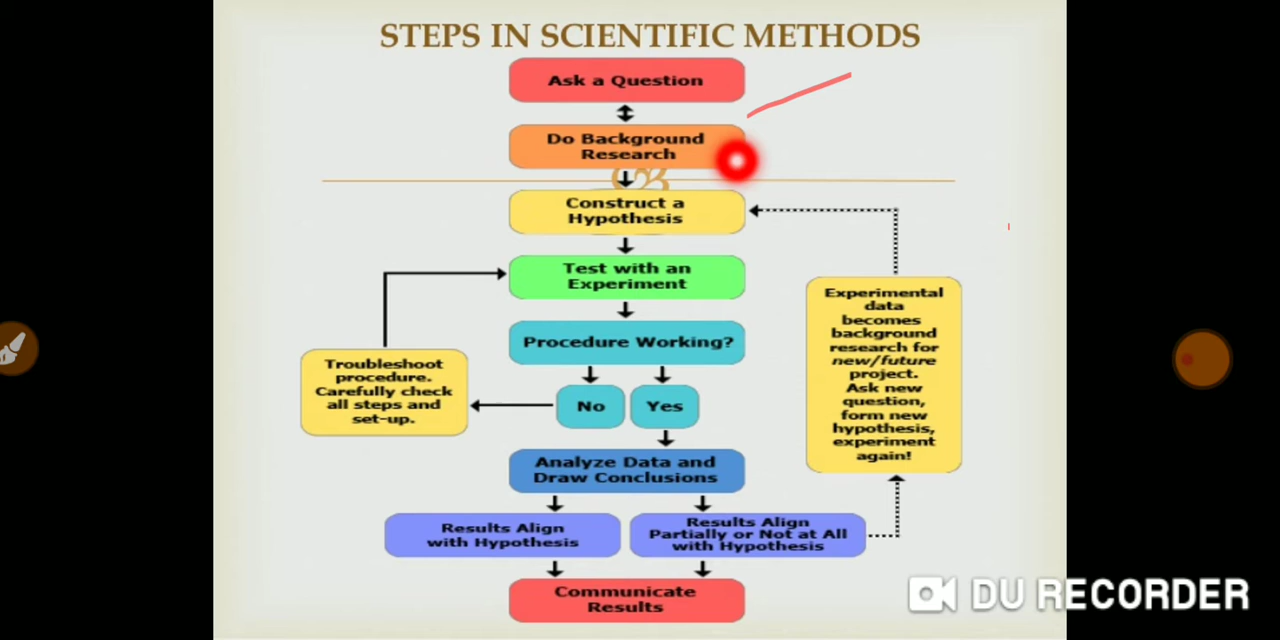 STEPS IN SCIENTIFIC METHODS
Ask a Question
Do Background
Research
Construct a
Hypothesis
Test with an
Experiment
Procedure Working?
No
Yes
Troubleshoot
procedure.
Carefully check
all steps and
set-up.
Analyze Data and
Draw Conclusions
Results Align
with Hypothesis
Results Align
Partially or Not at All
with Hypothesis
Experimental
data
becomes
background
research for
new/future
project.
Ask new
question,
form new
hypothesis,
experiment
again!
Communicate
Results
DU RECORDER